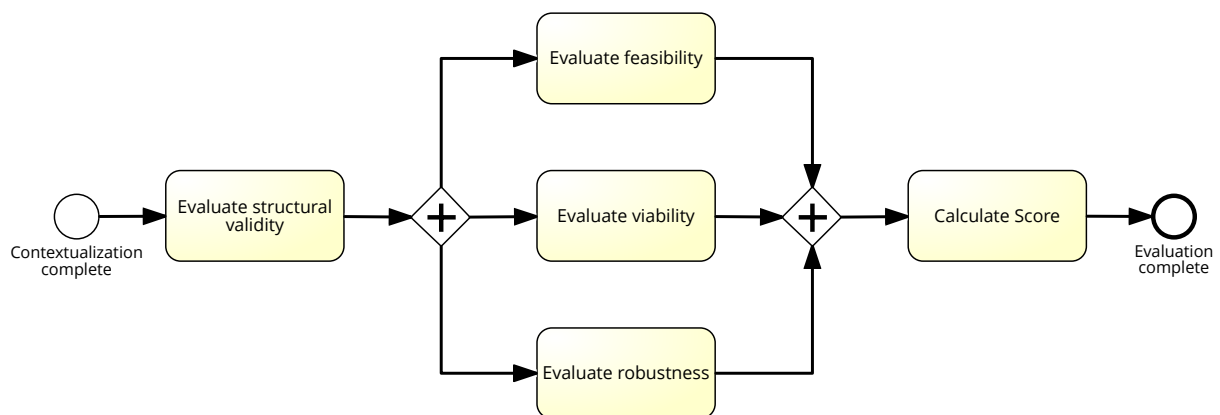 Evaluate feasibility
Contextualization
complete
Evaluate structural
validity
Evaluate viability
Calculate Score
Evaluation
complete
Evaluate robustness